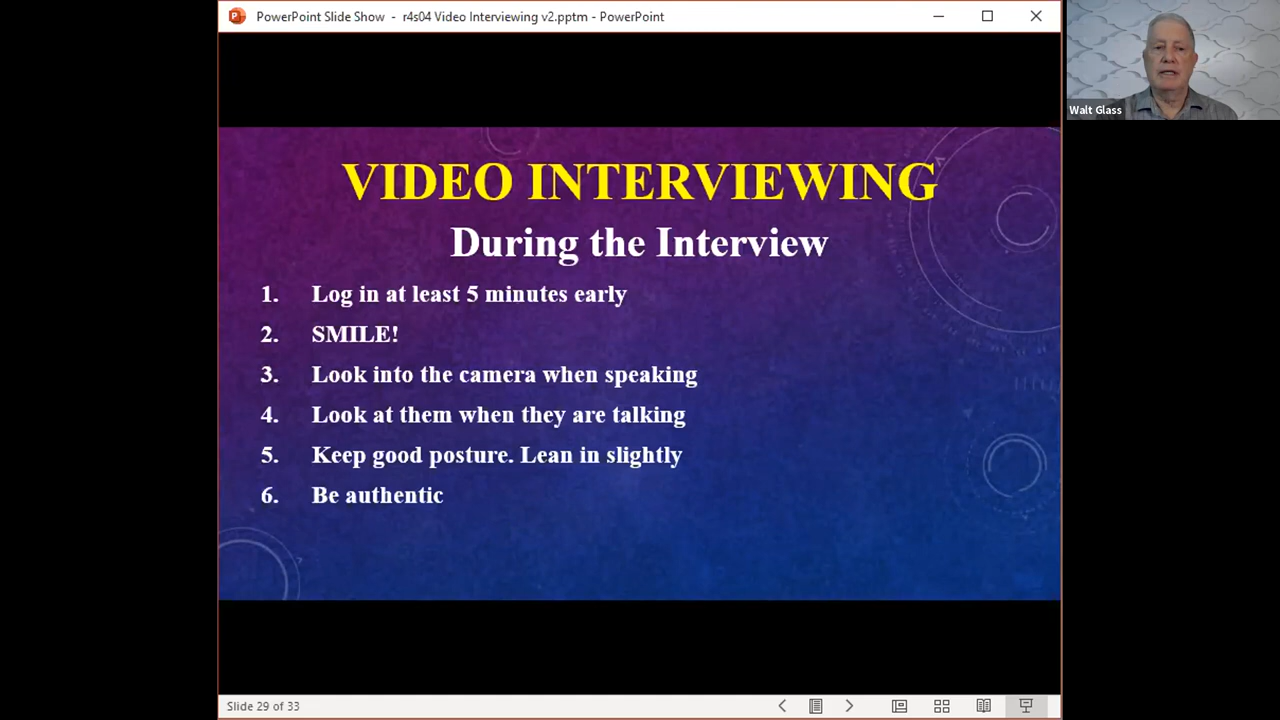 PowerPoint Slide Show - r4s04 Video Interviewing v2.pptm - PowerPoint
Walt Glass
VIDEO INTERVIEWING
During the Interview
1. Log in at least 5 minutes early
2. SMILE!
3. Look into the camera when speaking
4. Look at them when they are talking
5. Keep good posture. Lean in slightly
6. Be authentic
Slide 29 of 33